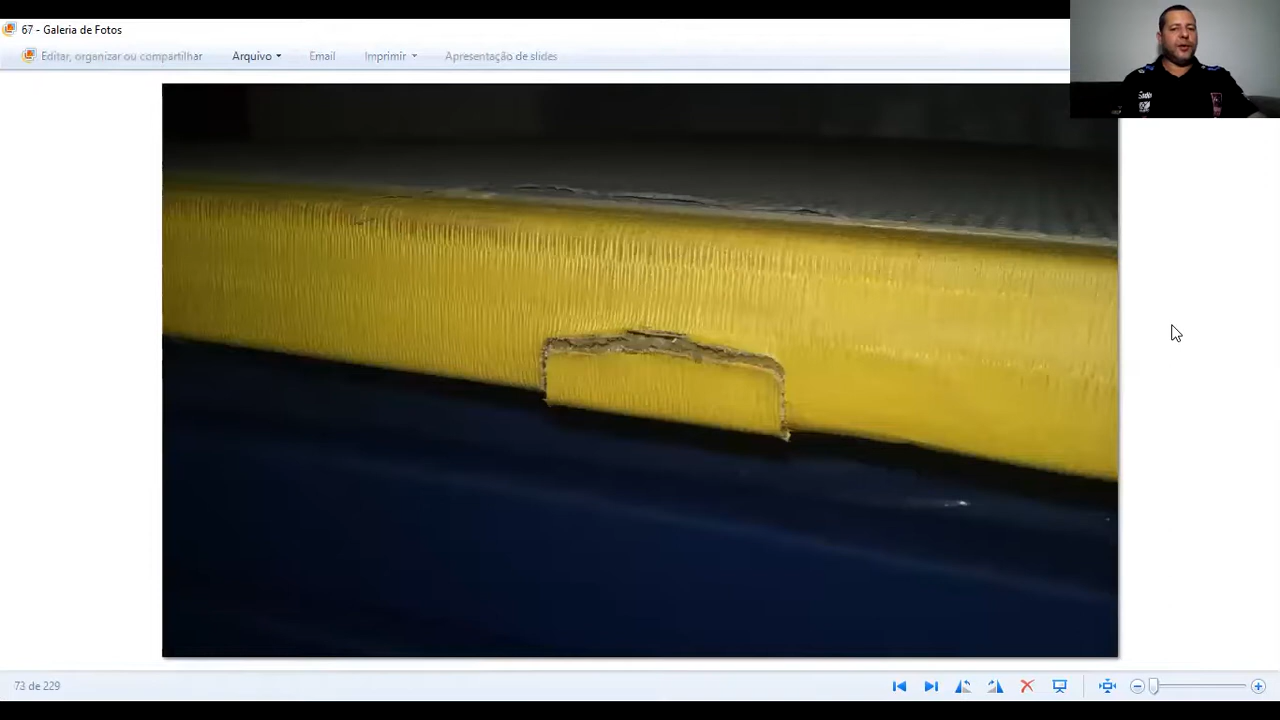 67 - Galeria de Fotos
Editar, organizar ou compartilhar Arquivo Email Imprimir Apresentação de slides
73 de 229